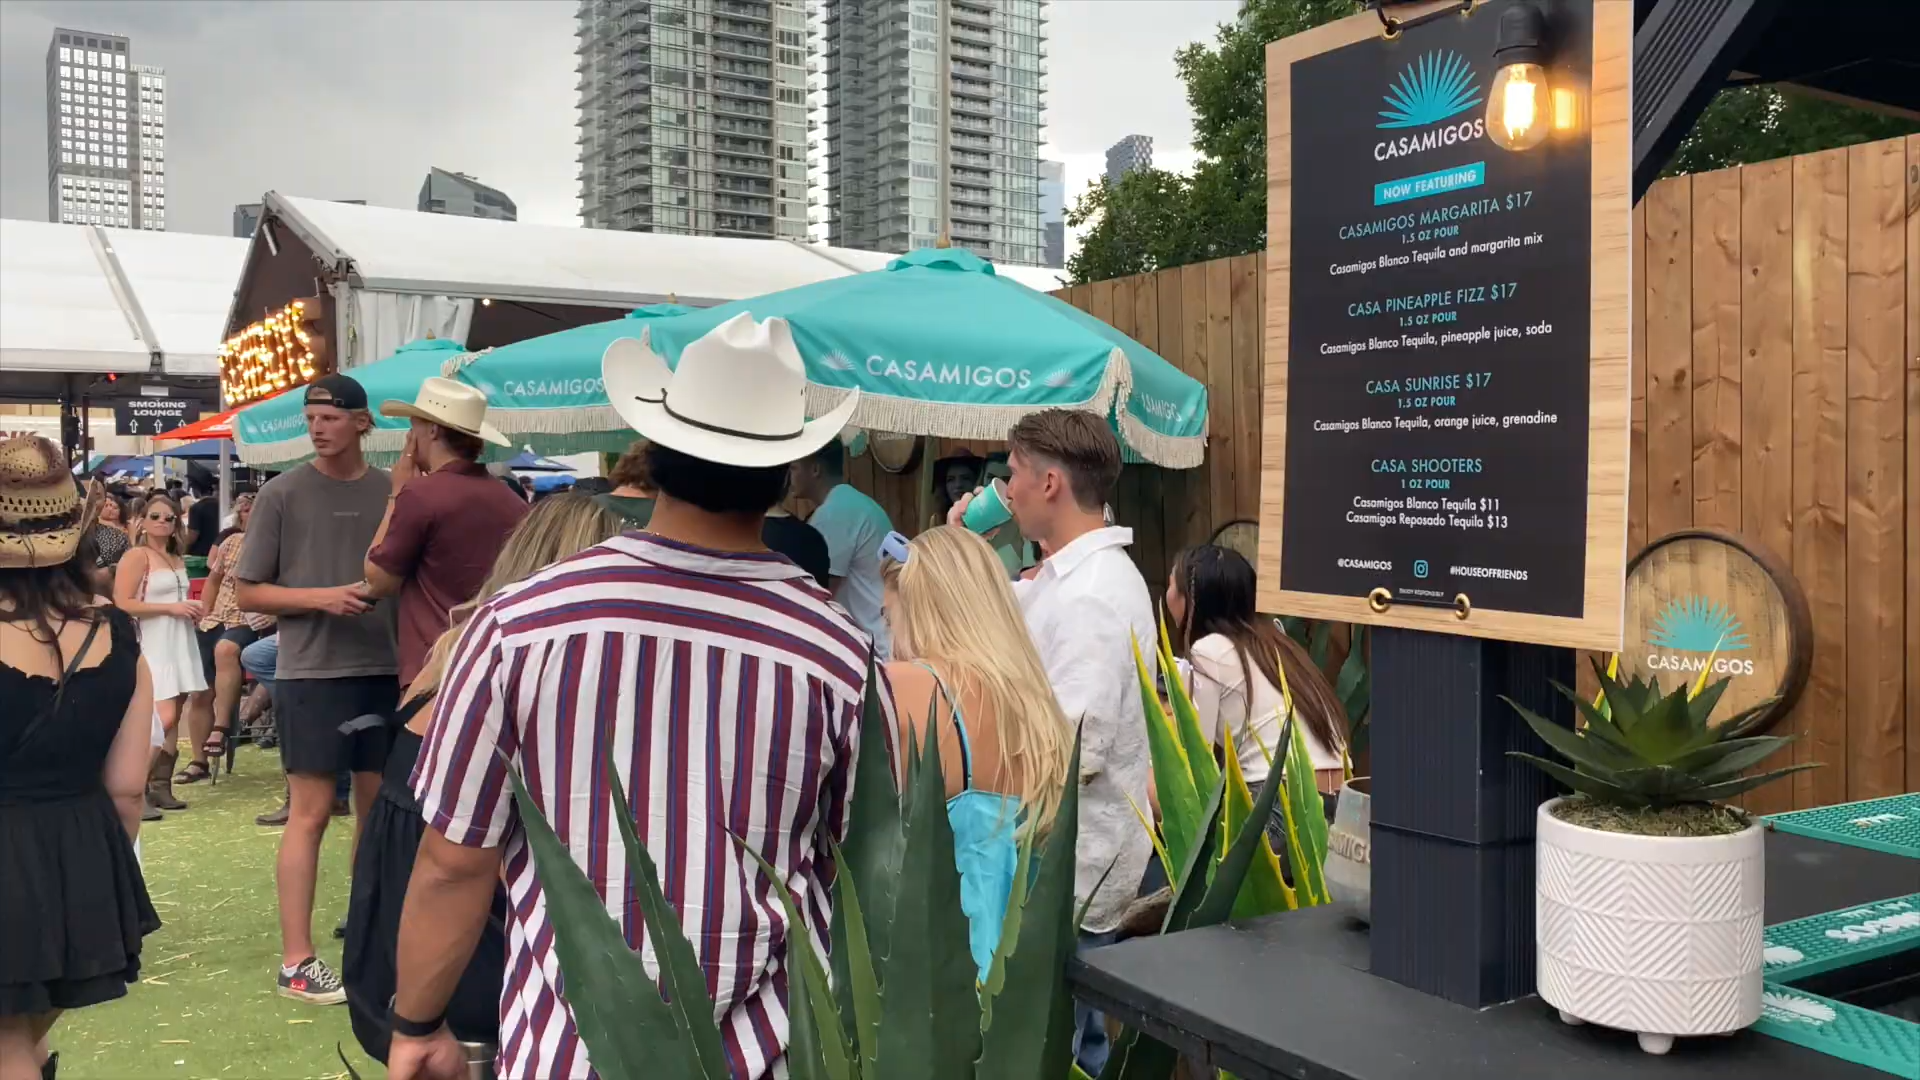 CASAMIGOS
NOW FEATURING
CASAMIGOS MARGARITA $17
1.5 OZ POUR
Casamigos Blanco Tequila and margarita mix
CASA PINEAPPLE FIZZ $17
1.5 OZ POUR
Casamigos Blanco Tequila, pineapple juice, soda
CASA SUNRISE $17
1.5 OZ POUR
Casamigos Blanco Tequila, orange juice, grenadine
CASA SHOOTERS
1 OZ POUR
Casamigos Blanco Tequila $11
Casamigos Reposado Tequila $13
@CASAMIGOS
#HOUSEOFFRIENDS
ENJOY RESPONSIBLY
CASAMIGOS
CASAMIGOS
CASAMIGOS
SMOKING
LOUNGE